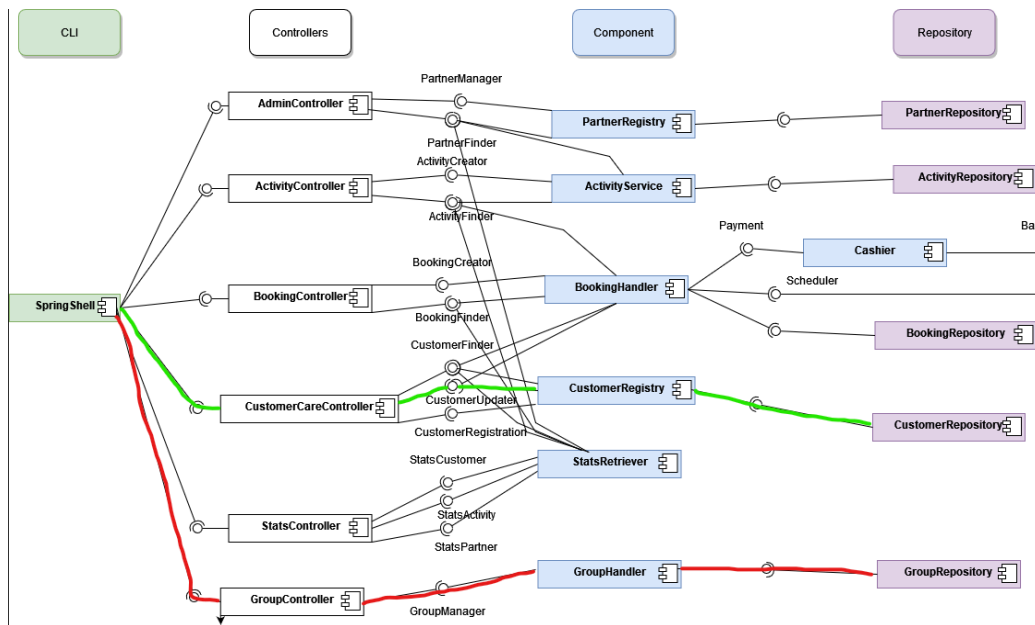 CLI
Controllers
Component
Repository
PartnerManager
AdminController
PartnerRegistry
PartnerRepository
PartnerFinder
ActivityCreator
ActivityController
ActivityService
ActivityRepository
ActivityFinder
Payment
Ba
Cashier
BookingCreator
Scheduler
SpringShell
BookingController
BookingHandler
BookingFinder
BookingRepository
CustomerFinder
CustomerCareController
CustomerRegistry
CustomerUpdater
CustomerRepository
CustomerRegistration
StatsCustomer
StatsRetriever
StatsActivity
StatsController
StatsPartner
GroupController
GroupHandler
GroupRepository
GroupManager